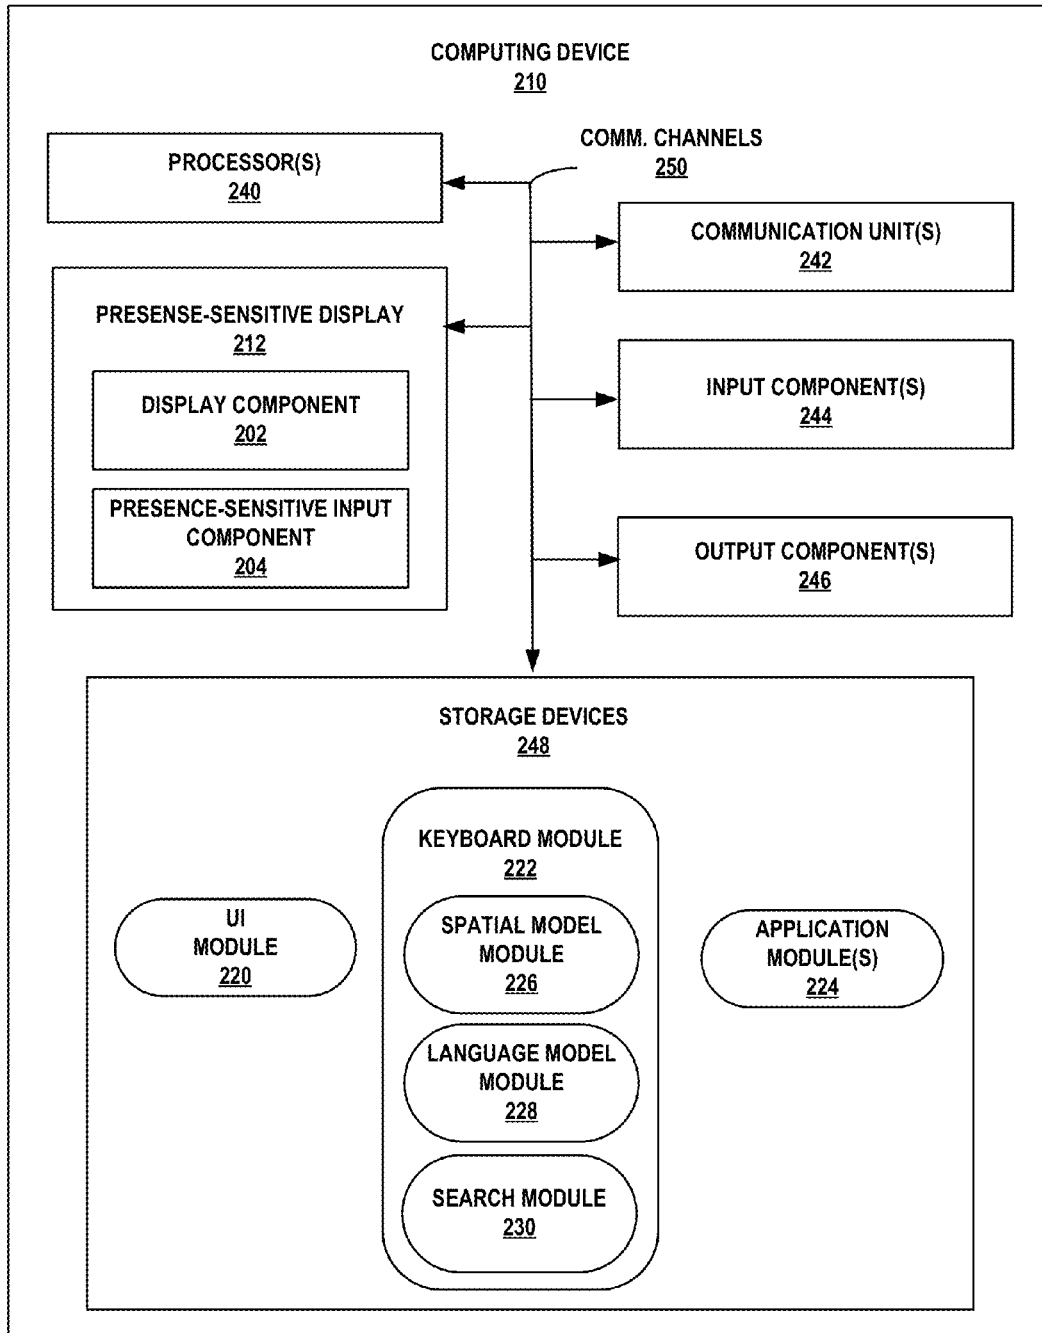 COMPUTING DEVICE
210
PROCESSOR(S)
240
COMM. CHANNELS
250
COMMUNICATION UNIT(S)
242
PRESENSE-SENSITIVE DISPLAY
212
DISPLAY COMPONENT
202
PRESENCE-SENSITIVE INPUT
COMPONENT
204
INPUT COMPONENT(S)
244
OUTPUT COMPONENT(S)
246
STORAGE DEVICES
248
UI
MODULE
220
KEYBOARD MODULE
222
SPATIAL MODEL
MODULE
226
LANGUAGE MODEL
MODULE
228
SEARCH MODULE
230
APPLICATION
MODULE(S)
224